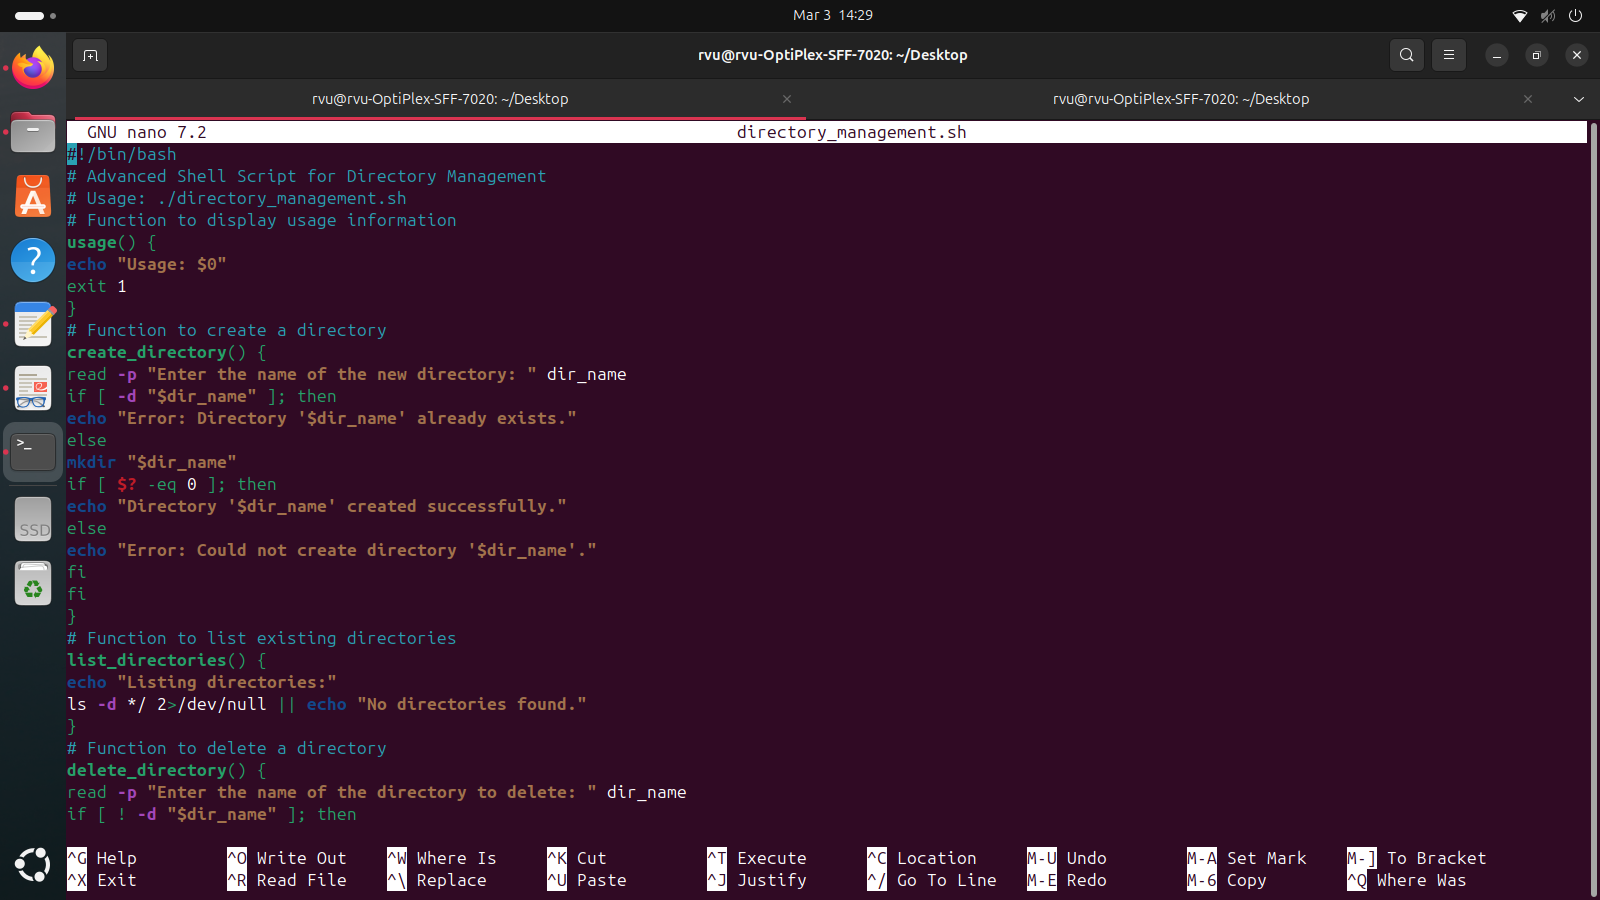 Mar 3 14:29
rvu@rvu-OptiPlex-SFF-7020: ~/Desktop
rvu@rvu-OptiPlex-SFF-7020: ~/Desktop
rvu@rvu-OptiPlex-SFF-7020: ~/Desktop
GNU nano 7.2 directory_management.sh
#!/bin/bash
# Advanced Shell Script for Directory Management
# Usage: ./directory_management.sh
# Function to display usage information
usage() {
echo "Usage: $0"
exit 1
}
# Function to create a directory
create_directory() {
read -p "Enter the name of the new directory: " dir_name
if [ -d "$dir_name" ]; then
echo "Error: Directory '$dir_name' already exists."
else
mkdir "$dir_name"
if [ $? -eq 0 ]; then
echo "Directory '$dir_name' created successfully."
else
echo "Error: Could not create directory '$dir_name'."
fi
fi
}
# Function to list existing directories
list_directories() {
echo "Listing directories:"
ls -d */ 2>/dev/null || echo "No directories found."
}
# Function to delete a directory
delete_directory() {
read -p "Enter the name of the directory to delete: " dir_name
if [ ! -d "$dir_name" ]; then
^G Help ^O Write Out ^W Where Is ^K Cut ^T Execute ^C Location M-U Undo M-A Set Mark M-] To Bracket
^X Exit ^R Read File ^\ Replace ^U Paste ^J Justify ^/ Go To Line M-E Redo M-6 Copy ^Q Where Was
SSD